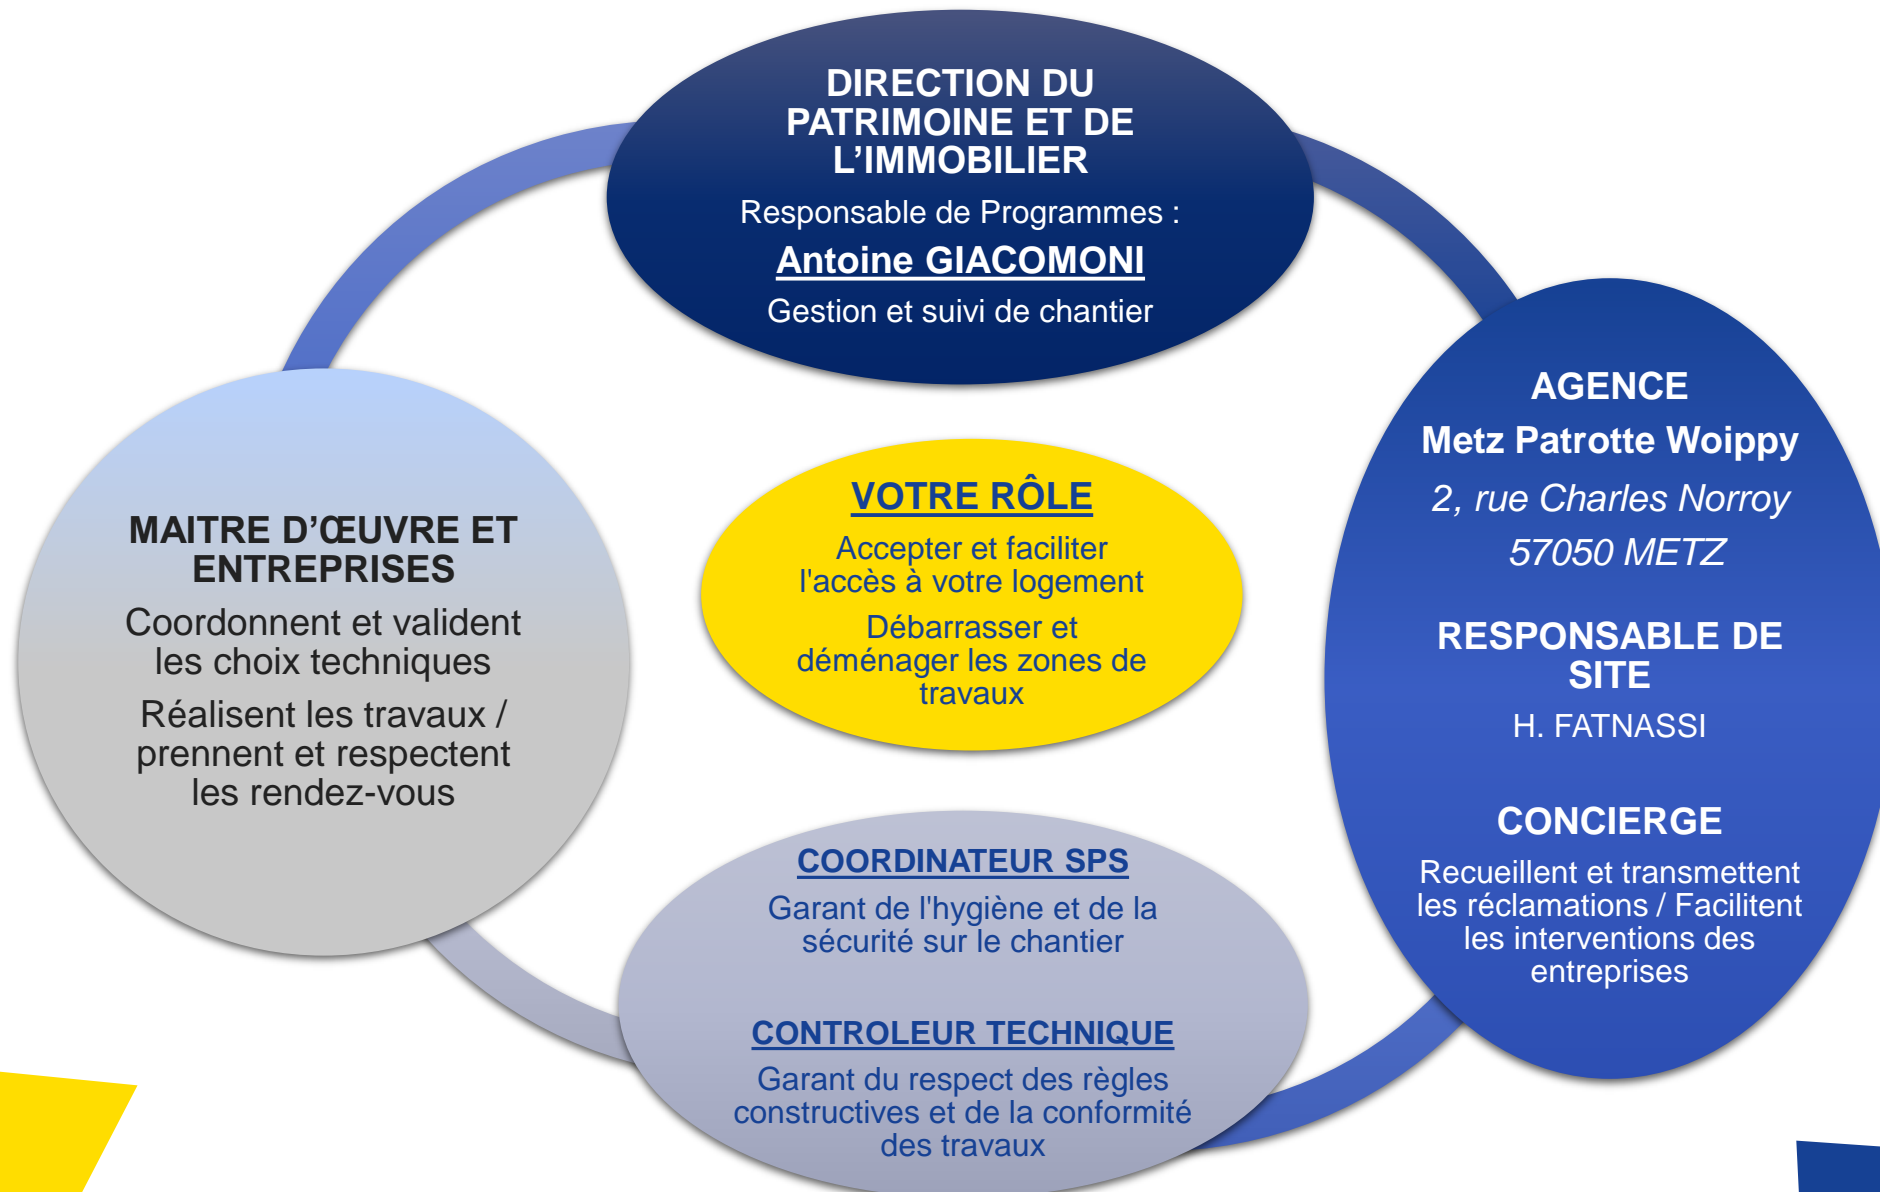 DIRECTION DU
PATRIMOINE ET DE
L’IMMOBILIER
Responsable de Programmes :
Antoine GIACOMONI
Gestion et suivi de chantier
AGENCE
Metz Patrotte Woippy
2, rue Charles Norroy
57050 METZ
RESPONSABLE DE
SITE
H. FATNASSI
CONCIERGE
Recueillent et transmettent
les réclamations / Facilitent
les interventions des
entreprises
VOTRE RÔLE
Accepter et faciliter
l'accès à votre logement
Débarrasser et
déménager les zones de
travaux
MAITRE D’ŒUVRE ET
ENTREPRISES
Coordonnent et valident
les choix techniques
Réalisent les travaux /
prennent et respectent
les rendez-vous
COORDINATEUR SPS
Garant de l'hygiène et de la
sécurité sur le chantier
CONTROLEUR TECHNIQUE
Garant du respect des règles
constructives et de la conformité
des travaux